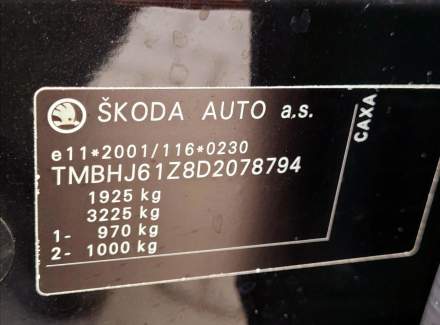 ŠKODA AUTO a.s.
e11*2001/116*0230
TMBHJ61Z8D2078794
1925 kg
3225 kg
1- 970 kg
2- 1000 kg
CAXA